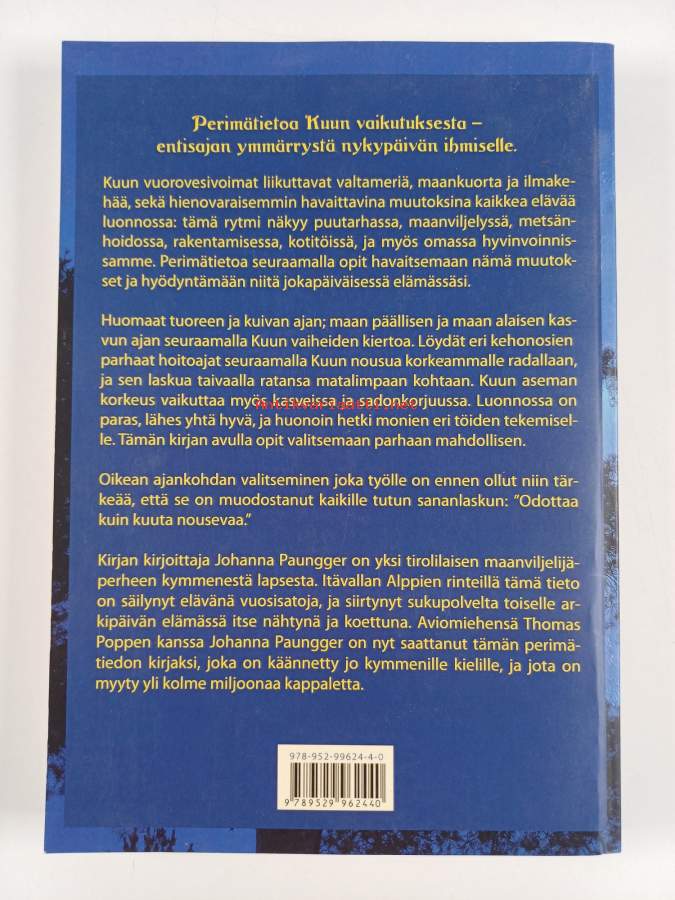 Perimätietoa Kuun vaikutuksesta –
entisajan ymmärrystä nykypäivän ihmiselle.
Kuun vuorovesivoimat liikuttavat valtameriä, maankuorta ja ilmake-
hää, sekä hienovaraisemmin havaittavina muutoksina kaikkea elävää
luonnossa: tämä rytmi näkyy puutarhassa, maanviljelyssä, metsän-
hoidossa, rakentamisessa, kotitöissä, ja myös omassa hyvinvoinnis-
samme. Perimätietoa seuraamalla opit havaitsemaan nämä muutok-
set ja hyödyntämään niitä jokapäiväisessä elämässäsi.
Huomaat tuoreen ja kuivan ajan; maan päällisen ja maan alaisen kas-
vun ajan seuraamalla Kuun vaiheiden kiertoa. Löydät eri kehonosien
parhaat hoitoajat seuraamalla Kuun nousua korkeammalle radallaan,
ja sen laskua taivaalla ratansa matalimpaan kohtaan. Kuun aseman
korkeus vaikuttaa myös kasveissa ja sadonkorjuussa. Luonnossa on
Antikvariaatti.net
paras, lähes yhtä hyvä, ja huonoin hetki monien eri töiden tekemisel-
le. Tämän kirjan avulla opit valitsemaan parhaan mahdollisen.
Oikean ajankohdan valitseminen joka työlle on ennen ollut niin tär-
keää, että se on muodostanut kaikille tutun sananlaskun: ”Odottaa
kuin kuuta nousevaa.”
Kirjan kirjoittaja Johanna Paungger on yksi tirolilaisen maanviljelijä-
perheen kymmenestä lapsesta. Itävallan Alppien rinteillä tämä tieto
on säilynyt elävänä vuosisatoja, ja siirtynyt sukupolvelta toiselle ar-
kipäivän elämässä itse nähtynä ja koettuna. Aviomiehensä Thomas
Poppen kanssa Johanna Paungger on nyt saattanut tämän perimä-
tiedon kirjaksi, joka on käännetty jo kymmenille kielille, ja jota on
myyty yli kolme miljoonaa kappaletta.
978-952-99624-4-0
9 789529 962440